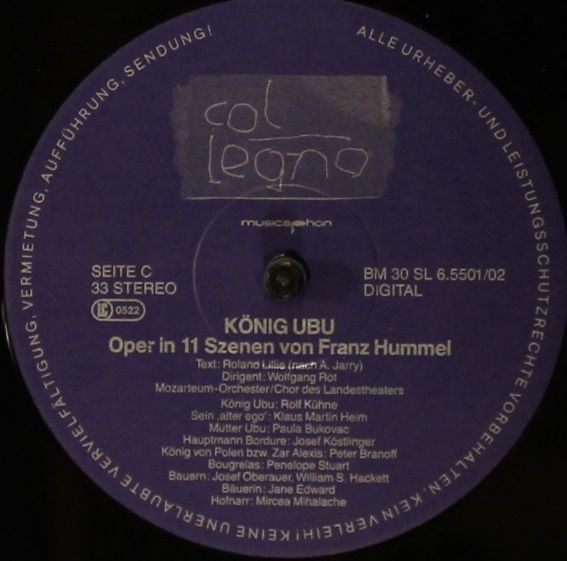 ALLE URHEBER- UND LEISTUNGSSCHUTZRECHTE VORBEHALTEN. KEIN VERLEIH! KEINE UNERLAUBTE VERVIELFÄLTIGUNG, VERMIETUNG, AUFFÜHRUNG, SENDUNG!
col
legno
musicaphon
SEITE C
33 STEREO
LC 0522
BM 30 SL 6.5501/02
DIGITAL
KÖNIG UBU
Oper in 11 Szenen von Franz Hummel
Text: Roland Lillie (nach A. Jarry)
Dirigent: Wolfgang Rot
Mozarteum-Orchester/Chor des Landestheaters
König Ubu: Rolf Kühne
Sein ‚alter ego‘: Klaus Martin Heim
Mutter Ubu: Paula Bukovac
Hauptmann Bordure: Josef Köstlinger
König von Polen bzw. Zar Alexis: Peter Branoff
Bougrelas: Penelope Stuart
Bauern: Josef Oberauer, William S. Hackett
Bäuerin: Jane Edward
Hofnarr: Mircea Mihalache